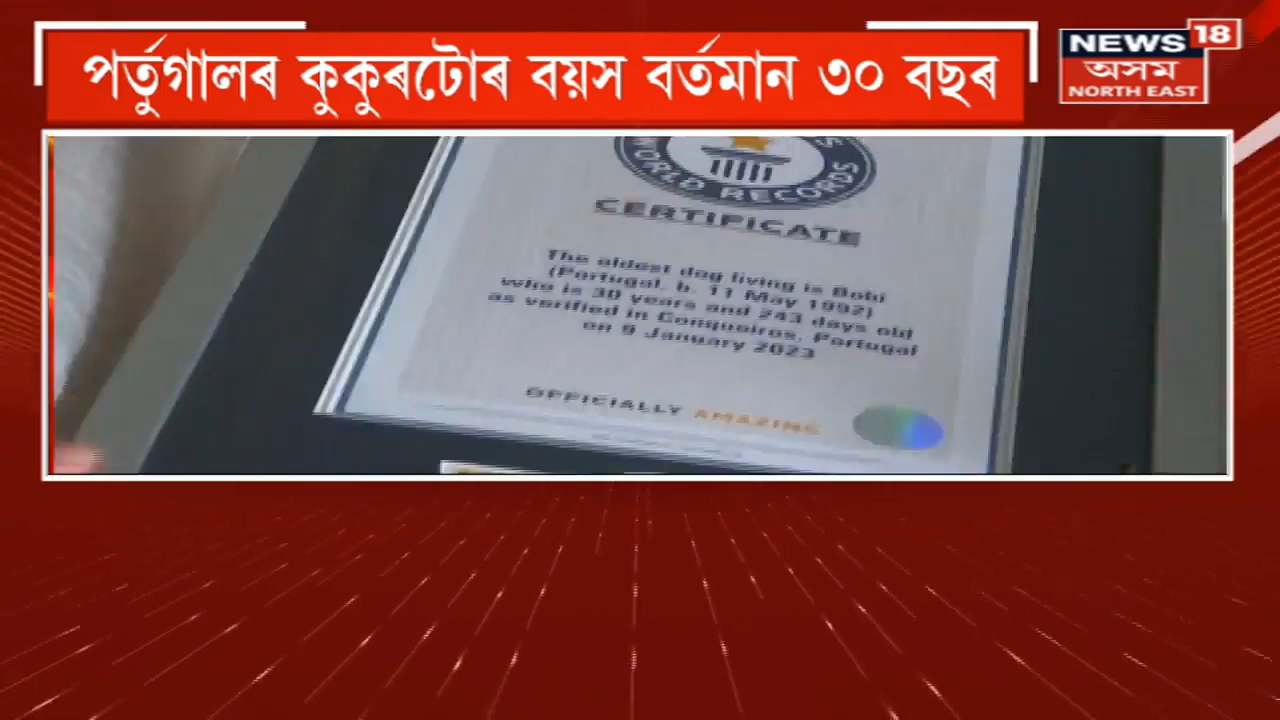 পৰ্তুগালৰ কুকুৰটোৰ বয়স বৰ্তমান ৩০ বছৰ
NEWS 18
অসম
NORTH EAST
WORLD RECORDS
CERTIFICATE
The oldest dog living is Bobi
(Portugal, b. 11 May 1992)
who is 30 years and 243 days old
as verified in Conqueiros, Portugal
on 9 January 2023
OFFICIALLY AMAZING